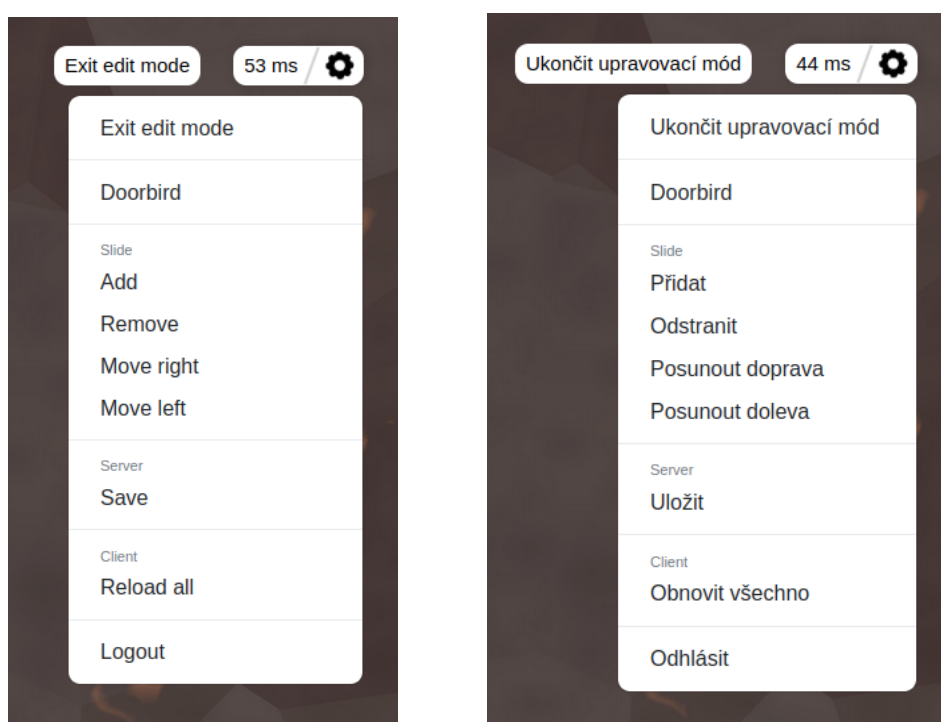 Exit edit mode
53 ms
Exit edit mode
Doorbird
Slide
Add
Remove
Move right
Move left
Server
Save
Client
Reload all
Logout
Ukončit upravovací mód
44 ms
Ukončit upravovací mód
Doorbird
Slide
Přidat
Odstranit
Posunout doprava
Posunout doleva
Server
Uložit
Client
Obnovit všechno
Odhlásit